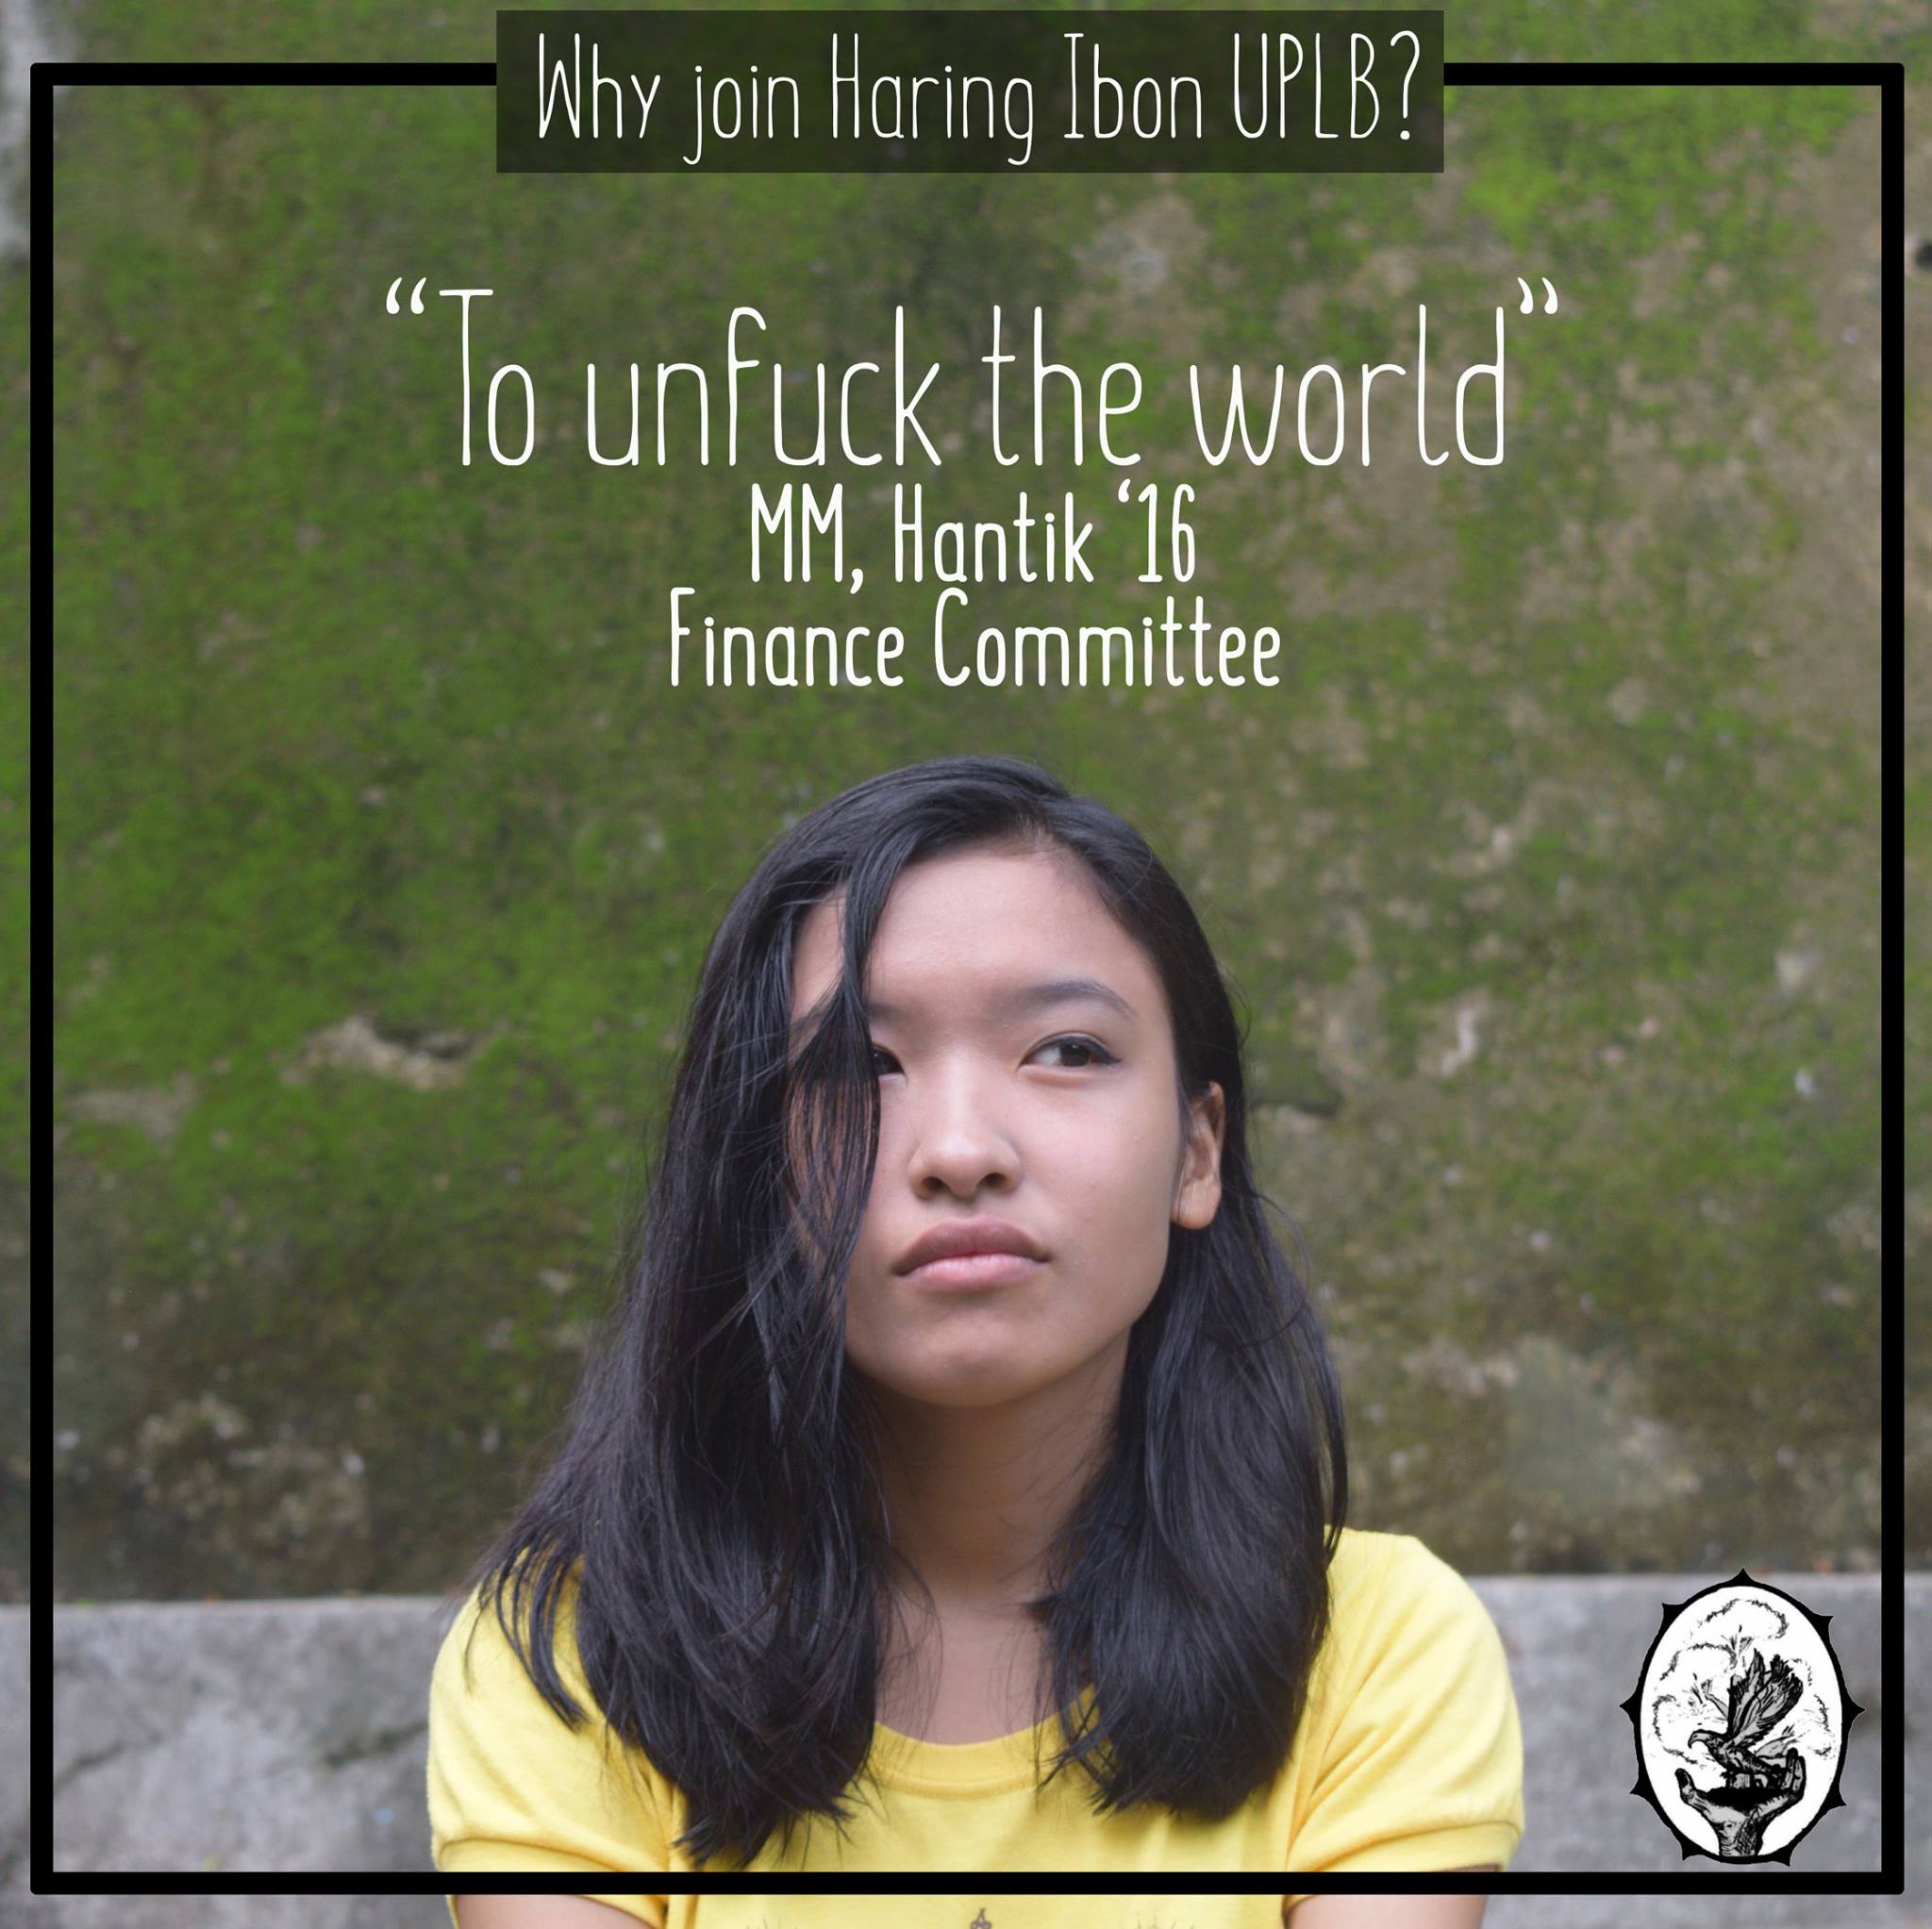 Why join Haring Ibon UPLB?
“To unfuck the world”
MM, Hantik ‘16
Finance Committee